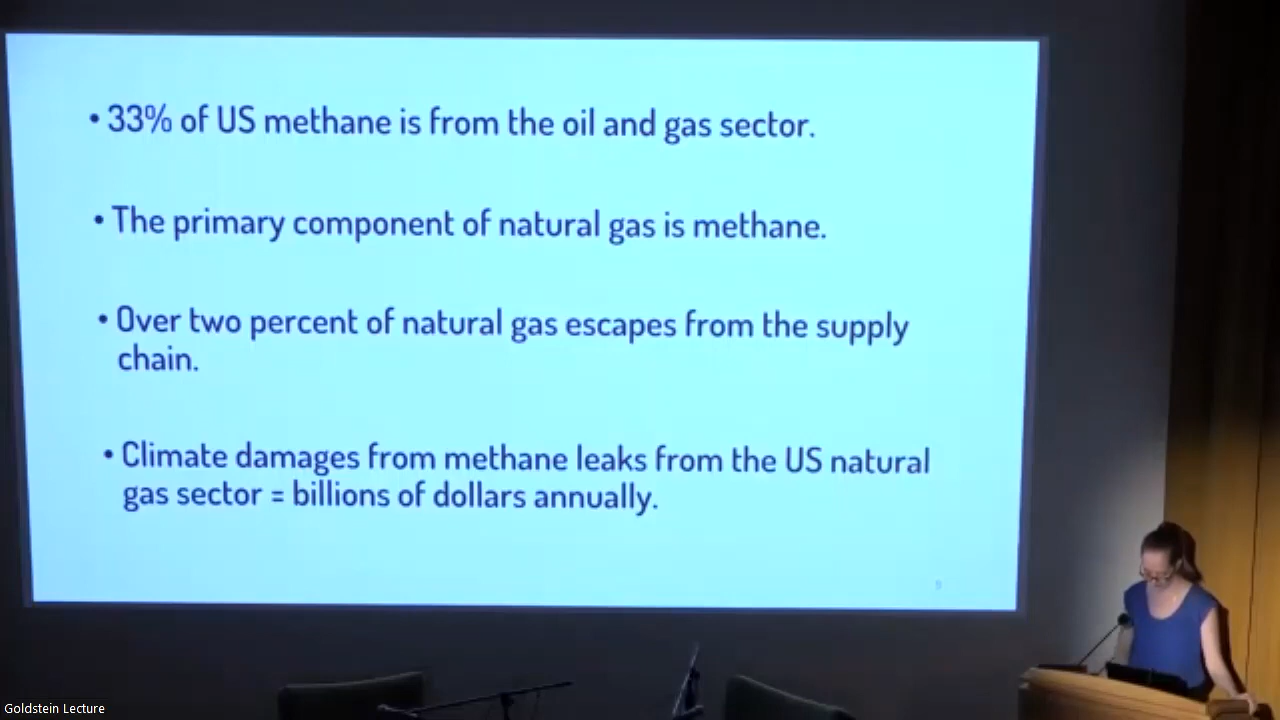 • 33% of US methane is from the oil and gas sector.
• The primary component of natural gas is methane.
• Over two percent of natural gas escapes from the supply
chain.
• Climate damages from methane leaks from the US natural
gas sector = billions of dollars annually.
9
Goldstein Lecture